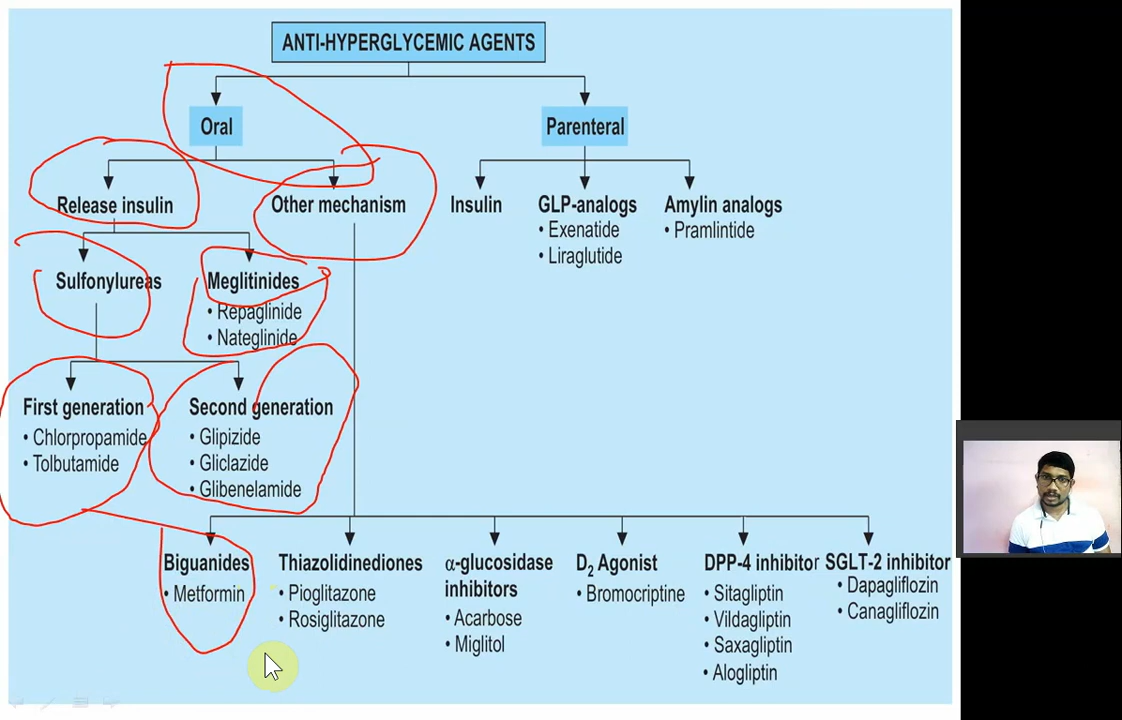 ANTI-HYPERGLYCEMIC AGENTS
Oral
Parenteral
Release insulin
Other mechanism
Insulin
GLP-analogs
• Exenatide
• Liraglutide
Amylin analogs
• Pramlintide
Sulfonylureas
Meglitinides
• Repaglinide
• Nateglinide
First generation
• Chlorpropamide
• Tolbutamide
Second generation
• Glipizide
• Gliclazide
• Glibenelamide
Biguanides
• Metformin
Thiazolidinediones
• Pioglitazone
• Rosiglitazone
α-glucosidase
inhibitors
• Acarbose
• Miglitol
D2 Agonist
• Bromocriptine
DPP-4 inhibitor
• Sitagliptin
• Vildagliptin
• Saxagliptin
• Alogliptin
SGLT-2 inhibitor
• Dapagliflozin
• Canagliflozin